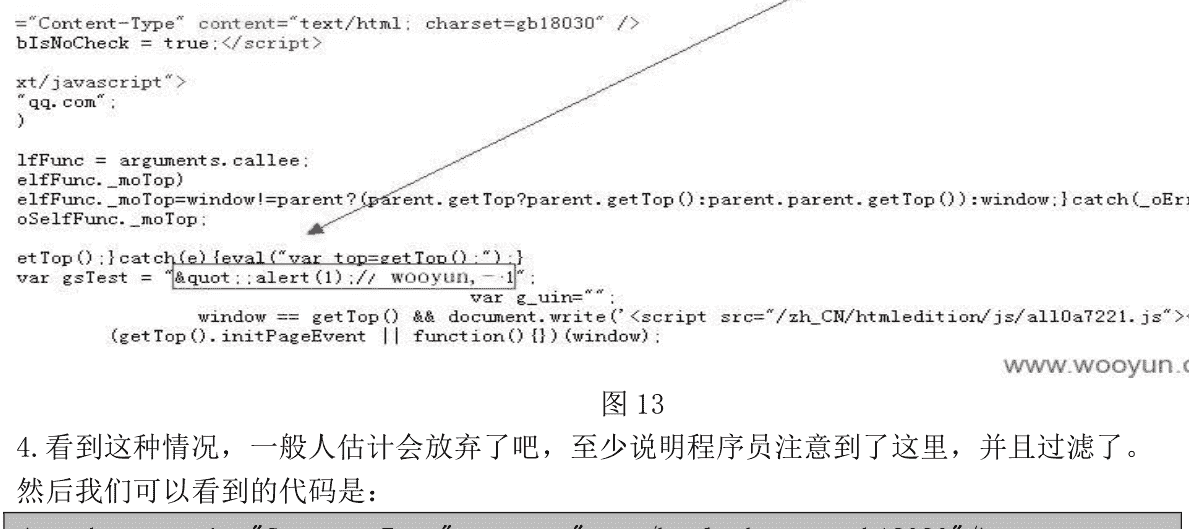 ="Content-Type" content="text/html; charset=gb18030" />
bIsNoCheck = true;</script>
xt/javascript">
"qq.com";
)
lfFunc = arguments.callee;
elfFunc._moTop)
elfFunc._moTop=window!=parent?(parent.getTop?parent.getTop():parent.parent.getTop()):window;}catch(_oErr
oSelfFunc._moTop;
etTop();}catch(e){eval("var top=getTop();");}
var gsTest = "&quot;;alert(1);// wooyun,－1";
var g_uin="";
window == getTop() && document.write('<script src="/zh_CN/htmledition/js/all0a7221.js"><
(getTop().initPageEvent || function(){})(window);
www.wooyun.o
图 13
4.看到这种情况，一般人估计会放弃了吧，至少说明程序员注意到了这里，并且过滤了。
然后我们可以看到的代码是：